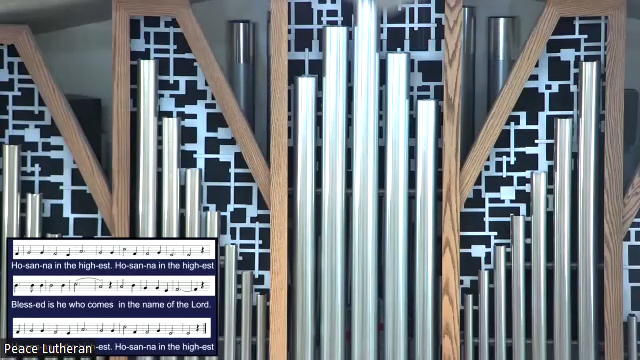 Ho-san-na in the high-est. Ho-san-na in the high-est
Bless-ed is he who comes in the name of the Lord.
est. Ho-san-na in the high-est
Peace Lutheran